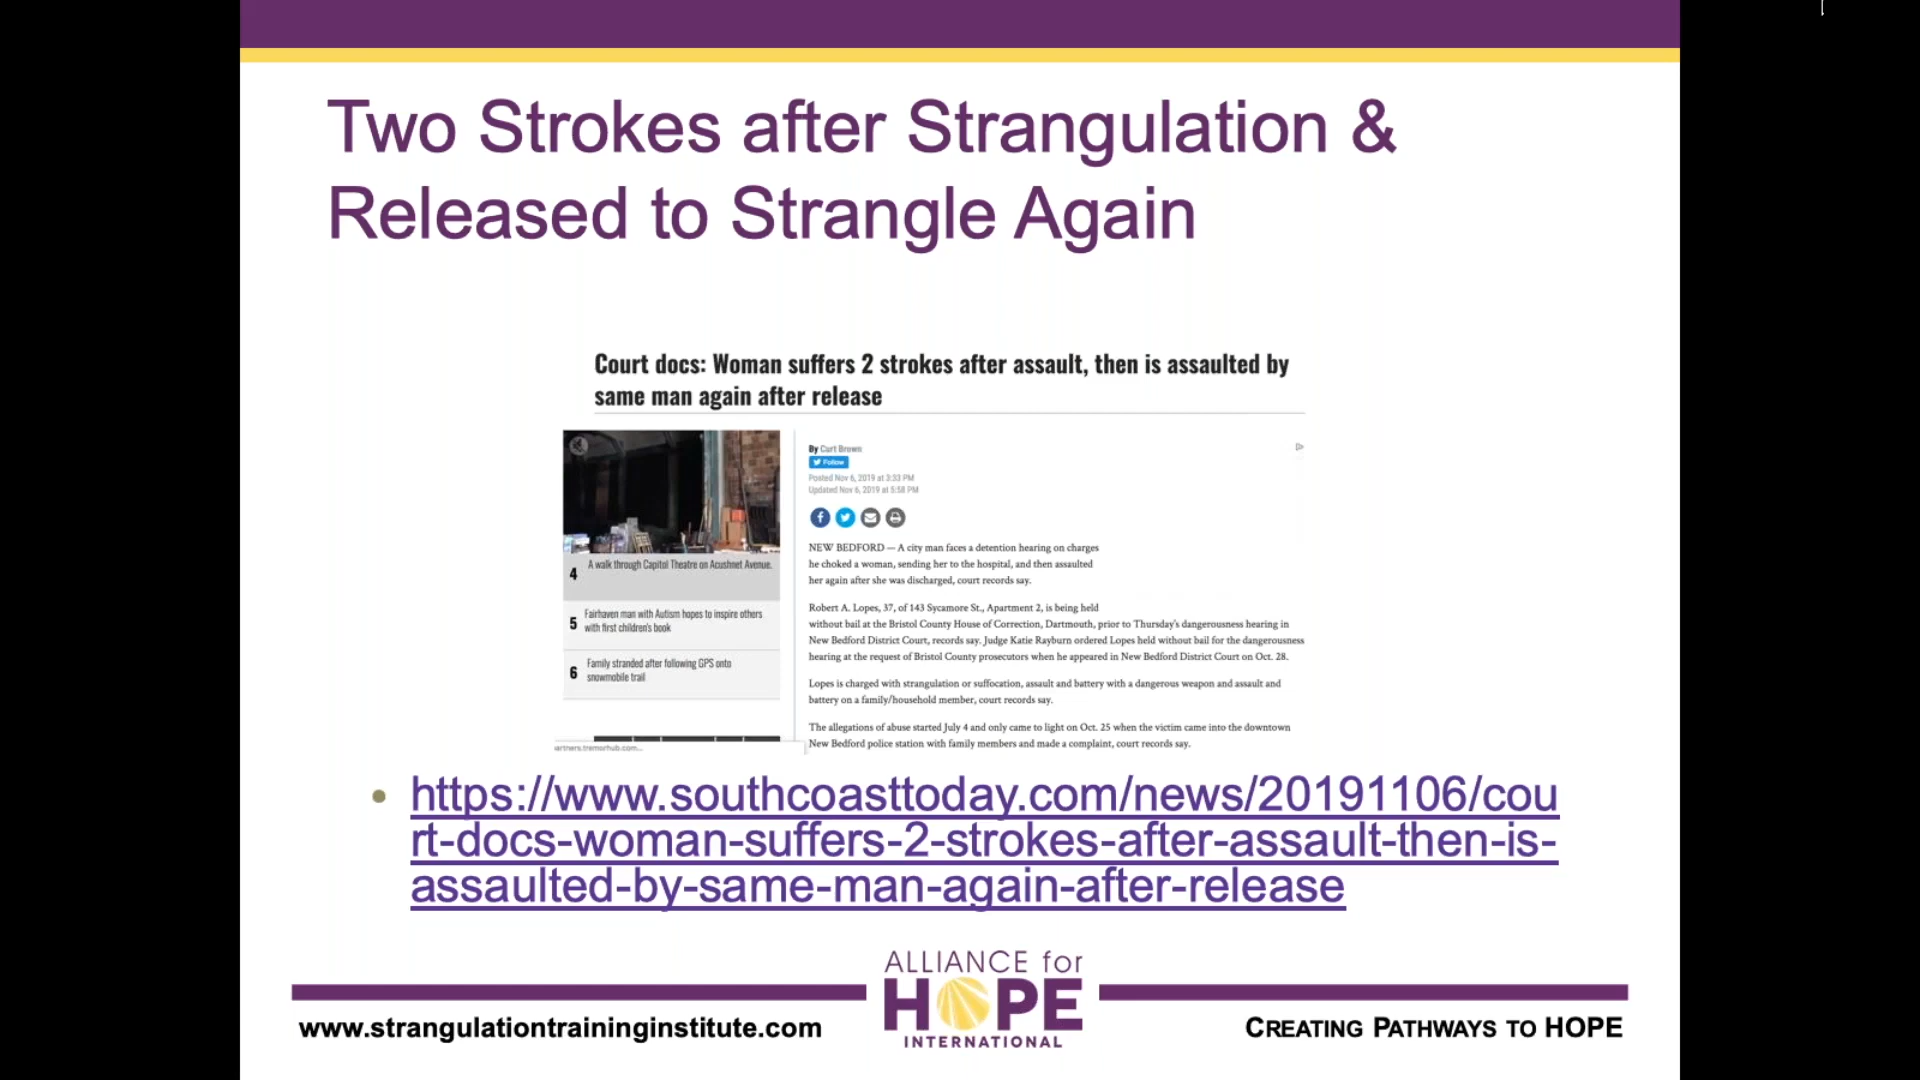 Two Strokes after Strangulation &
Released to Strangle Again
Court docs: Woman suffers 2 strokes after assault, then is assaulted by
same man again after release
4 A walk through Capitol Theatre on Acushnet Avenue.
5 Fairhaven man with Autism hopes to inspire others
with first children's book
6 Family stranded after following GPS onto
snowmobile trail
artners.tremorhub.com...
By Curt Brown
Follow
Posted Nov 6, 2019 at 3:33 PM
Updated Nov 6, 2019 at 5:58 PM
NEW BEDFORD — A city man faces a detention hearing on charges
he choked a woman, sending her to the hospital, and then assaulted
her again after she was discharged, court records say.
Robert A. Lopes, 37, of 143 Sycamore St., Apartment 2, is being held
without bail at the Bristol County House of Correction, Dartmouth, prior to Thursday's dangerousness hearing in
New Bedford District Court, records say. Judge Katie Rayburn ordered Lopes held without bail for the dangerousness
hearing at the request of Bristol County prosecutors when he appeared in New Bedford District Court on Oct. 28.
Lopes is charged with strangulation or suffocation, assault and battery with a dangerous weapon and assault and
battery on a family/household member, court records say.
The allegations of abuse started July 4 and only came to light on Oct. 25 when the victim came into the downtown
New Bedford police station with family members and made a complaint, court records say.
• https://www.southcoasttoday.com/news/20191106/cou
rt-docs-woman-suffers-2-strokes-after-assault-then-is-
assaulted-by-same-man-again-after-release
www.strangulationtraininginstitute.com
ALLIANCE for
HOPE
INTERNATIONAL
CREATING PATHWAYS TO HOPE